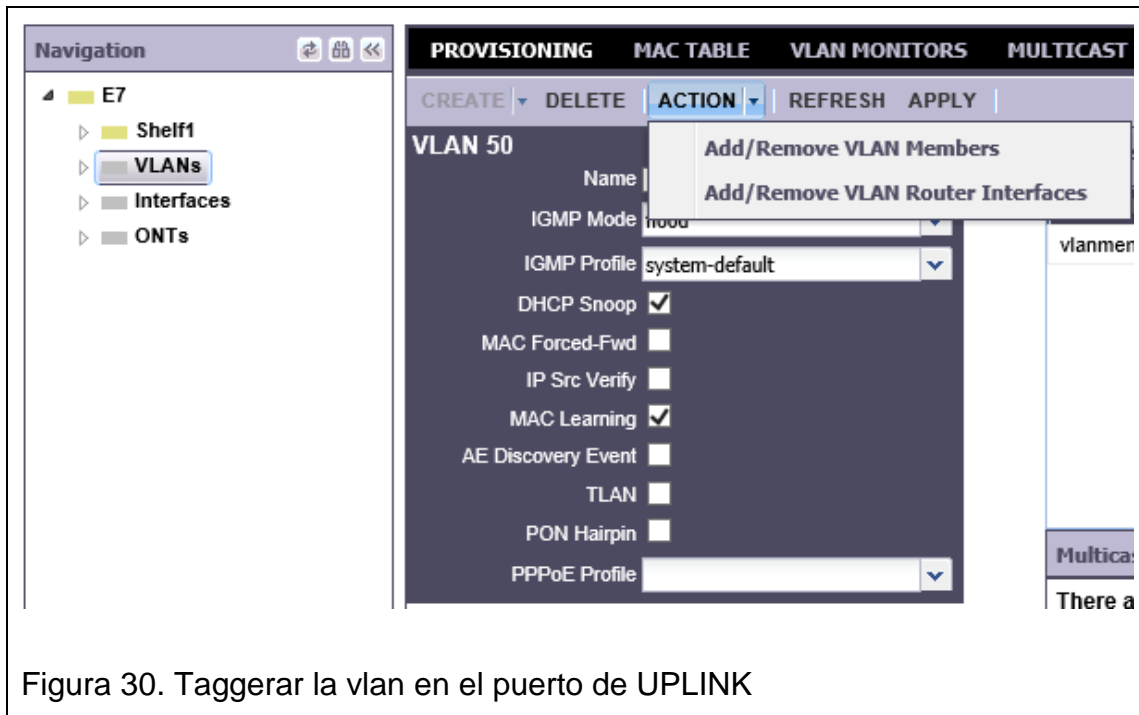 Navigation
PROVISIONING MAC TABLE VLAN MONITORS MULTICAST
E7
Shelf1
VLANs
Interfaces
ONTs
CREATE DELETE ACTION REFRESH APPLY
Add/Remove VLAN Members
Add/Remove VLAN Router Interfaces
VLAN 50
Name
IGMP Mode
IGMP Profile system-default
DHCP Snoop
MAC Forced-Fwd
IP Src Verify
MAC Learning
AE Discovery Event
TLAN
PON Hairpin
PPPoE Profile
vlanmem
Multicas
There a
Figura 30. Taggerar la vlan en el puerto de UPLINK